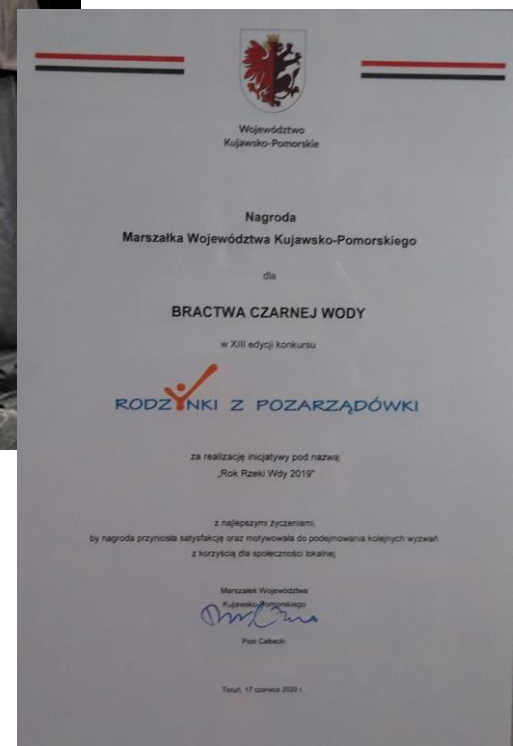 Województwo
Kujawsko-Pomorskie
Nagroda
Marszałka Województwa Kujawsko-Pomorskiego
dla
BRACTWA CZARNEJ WODY
w XIII edycji konkursu
RODZYNKI Z POZARZĄDÓWKI
za realizację inicjatywy pod nazwą:
„Rok Rzeki Wdy 2019”
z najlepszymi życzeniami,
by nagroda przyniosła satysfakcję oraz motywowała do podejmowania kolejnych wyzwań
z korzyścią dla społeczności lokalnej.
Marszałek Województwa
Kujawsko-Pomorskiego
Piotr Całbecki
Toruń, 17 czerwca 2020 r.